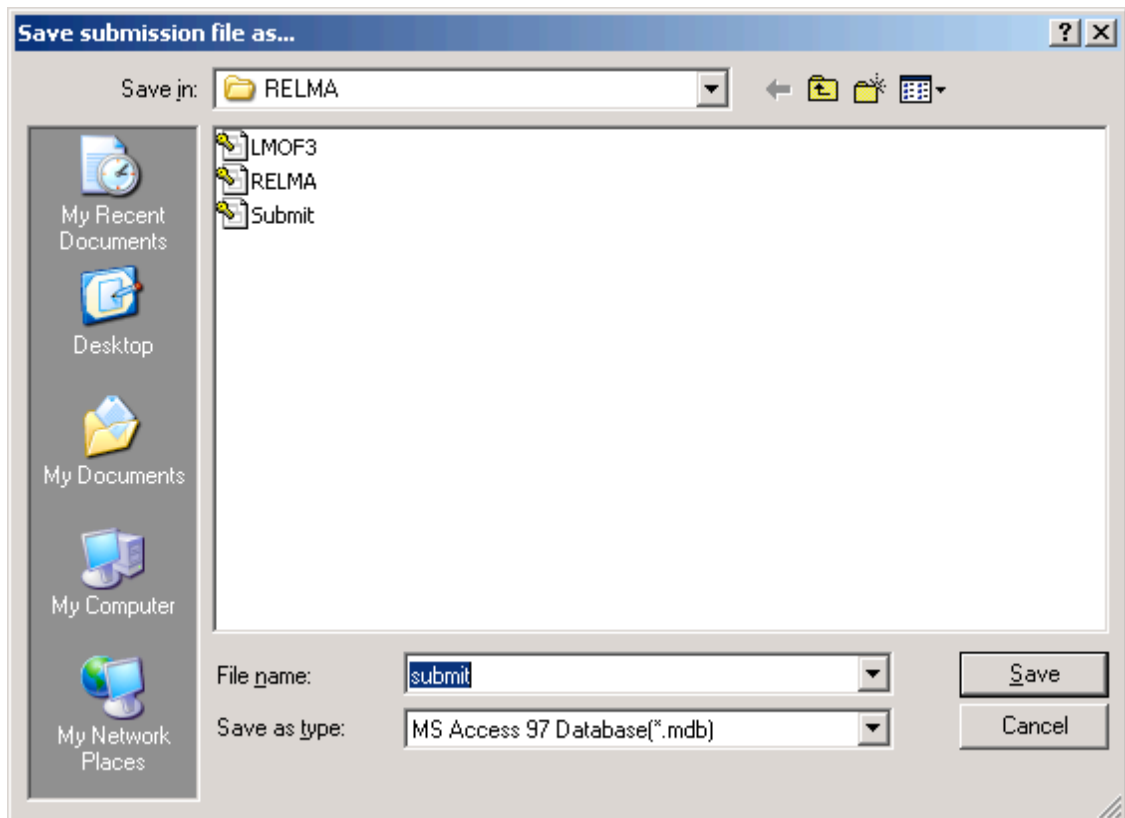 Save submission file as...
Save in:
RELMA
LMOF3
RELMA
Submit
My Recent
Documents
Desktop
My Documents
My Computer
My Network
Places
File name:
submit
Save
Save as type:
MS Access 97 Database(*.mdb)
Cancel